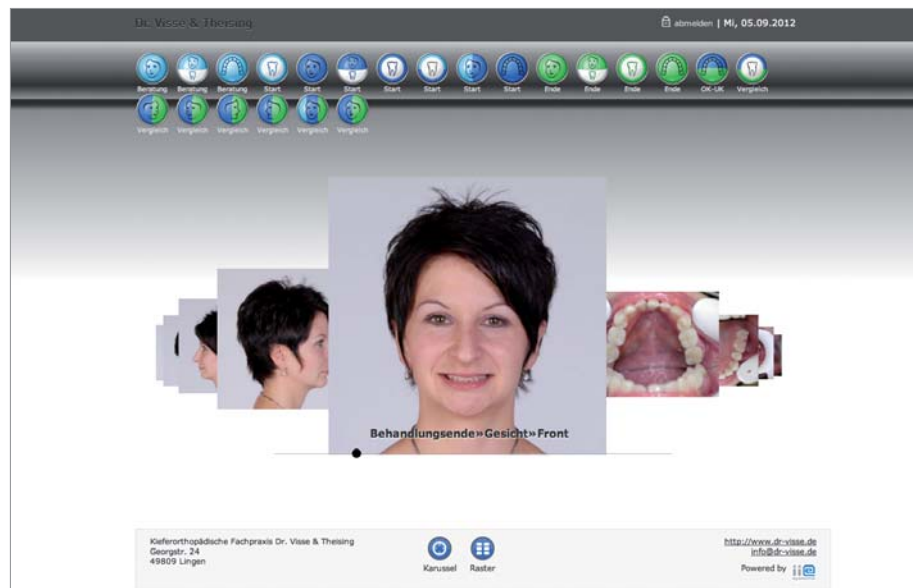 Dr. Visse & Theising
abmelden | Mi, 05.09.2012
Beratung Beratung Beratung Start Start Start Start Start Start Start Ende Ende Ende Ende OK-UK Vergleich
Vergleich Vergleich Vergleich Vergleich Vergleich Vergleich
Behandlungsende»Gesicht»Front
Kieferorthopädische Fachpraxis Dr. Visse & Theising
Georgstr. 24
49809 Lingen
Karussel Raster
http://www.dr-visse.de
info@dr-visse.de
Powered by